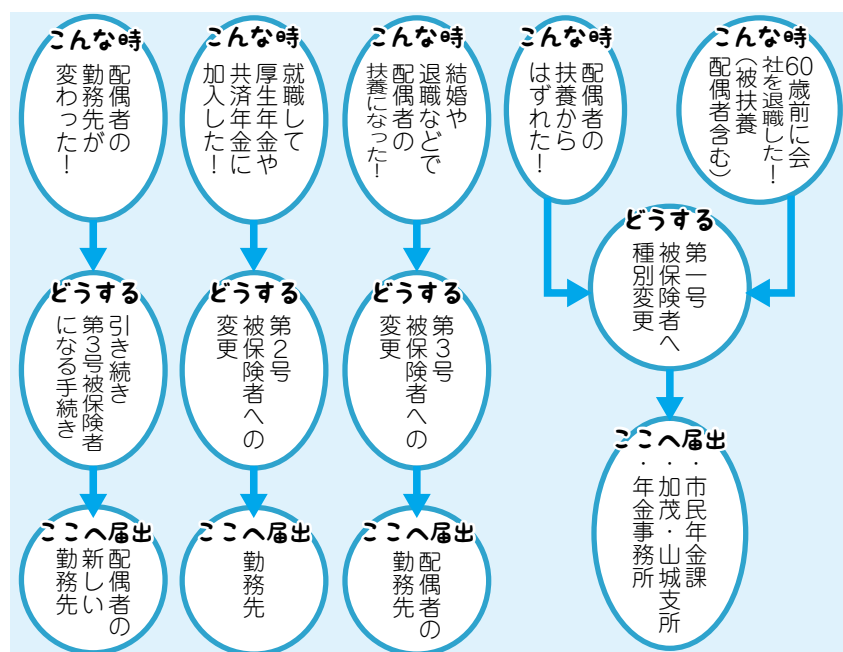 こんな時
60歳前に会
社を退職した！
（被扶養
配偶者含む）
こんな時
配偶者の
扶養から
はずれた！
どうする
第一号
被保険者へ
種別変更
ここへ届出
・市民年金課
・加茂・山城支所
・年金事務所
こんな時
結婚や
退職などで
配偶者の
扶養になった！
どうする
第３号
被保険者への
変更
ここへ届出
配偶者の
勤務先
こんな時
就職して
厚生年金や
共済年金に
加入した！
どうする
第２号
被保険者への
変更
ここへ届出
勤務先
こんな時
配偶者の
勤務先が
変わった！
どうする
引き続き
第３号被保険者
になる手続き
ここへ届出
配偶者の
新しい
勤務先